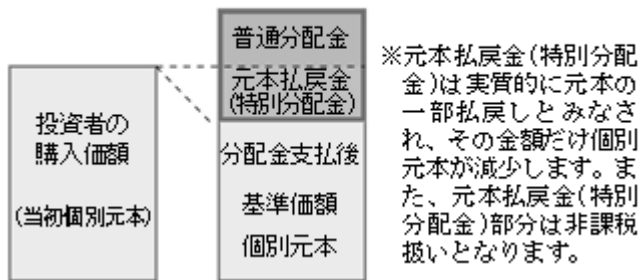 投資者の
購入価額
(当初個別元本)
普通分配金
元本払戻金
(特別分配金)
分配金支払後
基準価額
個別元本
※元本払戻金(特別分配
金)は実質的に元本の
一部払戻しとみなさ
れ、その金額だけ個別
元本が減少します。ま
た、元本払戻金(特別
分配金)部分は非課税
扱いとなります。